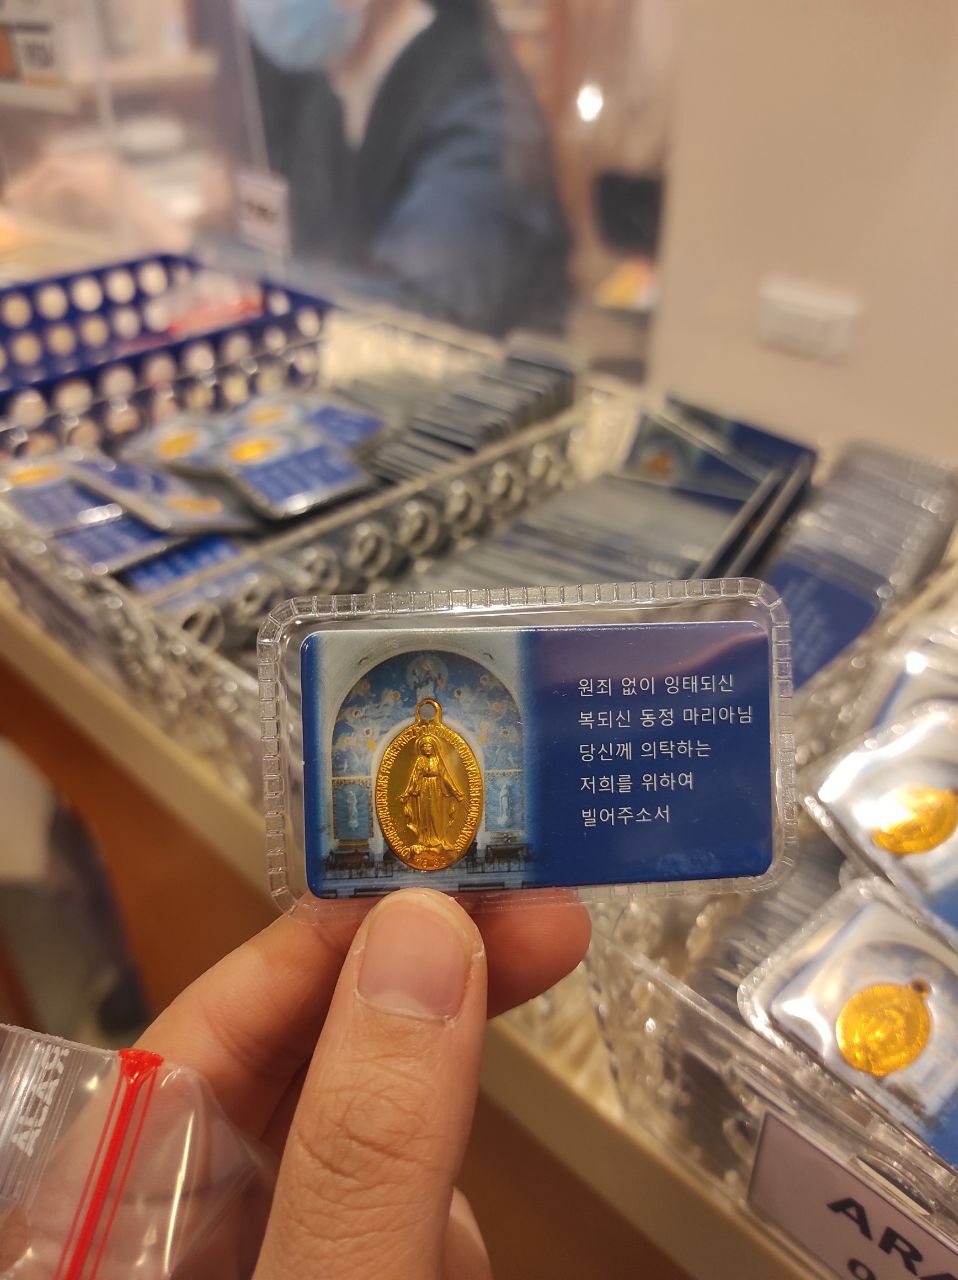 원죄 없이 잉태되신
복되신 동정 마리아님
당신께 의탁하는
저희를 위하여
빌어주소서
ARA